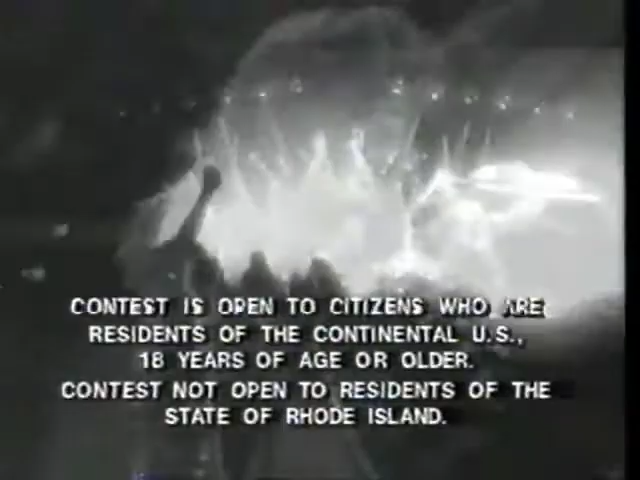 CONTEST IS OPEN TO CITIZENS WHO ARE
RESIDENTS OF THE CONTINENTAL U.S.,
18 YEARS OF AGE OR OLDER.
CONTEST NOT OPEN TO RESIDENTS OF THE
STATE OF RHODE ISLAND.